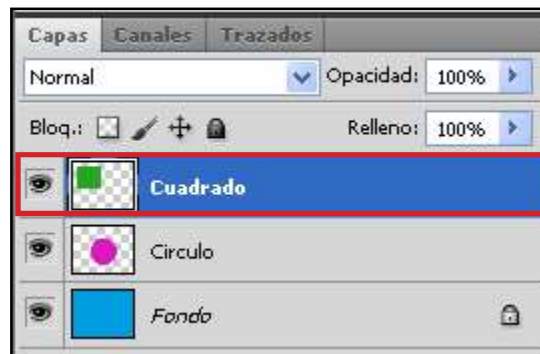 Capas Canales Trazados
Normal Opacidad: 100%
Bloq.: Relleno: 100%
Cuadrado
Circulo
Fondo